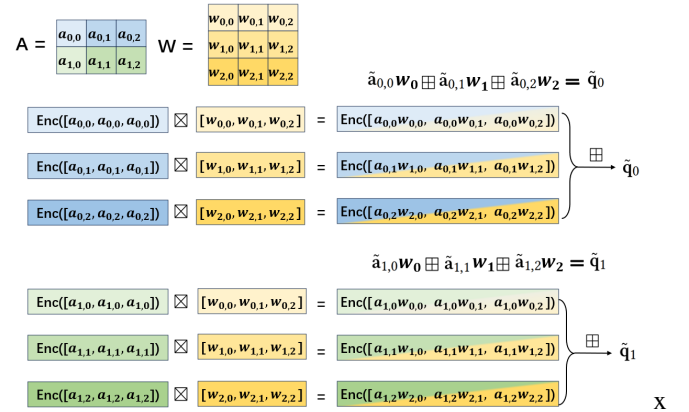 A = a0,0 a0,1 a0,2 W = w0,0 w0,1 w0,2
a1,0 a1,1 a1,2 w1,0 w1,1 w1,2
w2,0 w2,1 w2,2
ã0,0w0 ⊞ ã0,1w1 ⊞ ã0,2w2 = q̃0
Enc([a0,0, a0,0, a0,0]) ⊠ [w0,0, w0,1, w0,2] = Enc([a0,0w0,0, a0,0w0,1, a0,0w0,2])
Enc([a0,1, a0,1, a0,1]) ⊠ [w1,0, w1,1, w1,2] = Enc([a0,1w1,0, a0,1w1,1, a0,1w1,2]) ⊞ q̃0
Enc([a0,2, a0,2, a0,2]) ⊠ [w2,0, w2,1, w2,2] = Enc([a0,2w2,0, a0,2w2,1, a0,2w2,2])
ã1,0w0 ⊞ ã1,1w1 ⊞ ã1,2w2 = q̃1
Enc([a1,0, a1,0, a1,0]) ⊠ [w0,0, w0,1, w0,2] = Enc([a1,0w0,0, a1,0w0,1, a1,0w0,2])
Enc([a1,1, a1,1, a1,1]) ⊠ [w1,0, w1,1, w1,2] = Enc([a1,1w1,0, a1,1w1,1, a1,1w1,2]) ⊞ q̃1
Enc([a1,2, a1,2, a1,2]) ⊠ [w2,0, w2,1, w2,2] = Enc([a1,2w2,0, a1,2w2,1, a1,2w2,2])
X